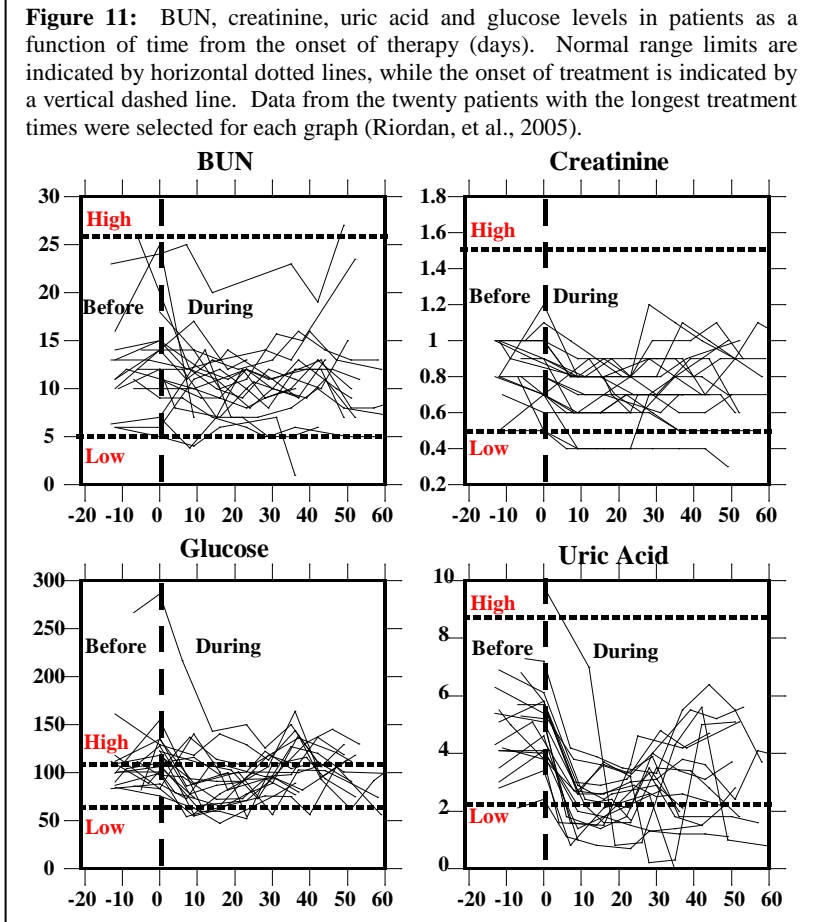 Figure 11: BUN, creatinine, uric acid and glucose levels in patients as a
function of time from the onset of therapy (days). Normal range limits are
indicated by horizontal dotted lines, while the onset of treatment is indicated by
a vertical dashed line. Data from the twenty patients with the longest treatment
times were selected for each graph (Riordan, et al., 2005).
BUN
30
25
20
15
10
5
0
High
Before During
Low
-20 -10 0 10 20 30 40 50 60
Creatinine
1.8
1.6
1.4
1.2
1
0.8
0.6
0.4
0.2
High
Before During
Low
-20 -10 0 10 20 30 40 50 60
Glucose
300
250
200
150
100
50
0
Before During
High
Low
-20 -10 0 10 20 30 40 50 60
Uric Acid
10
8
6
4
2
0
High
Before During
Low
-20 -10 0 10 20 30 40 50 60